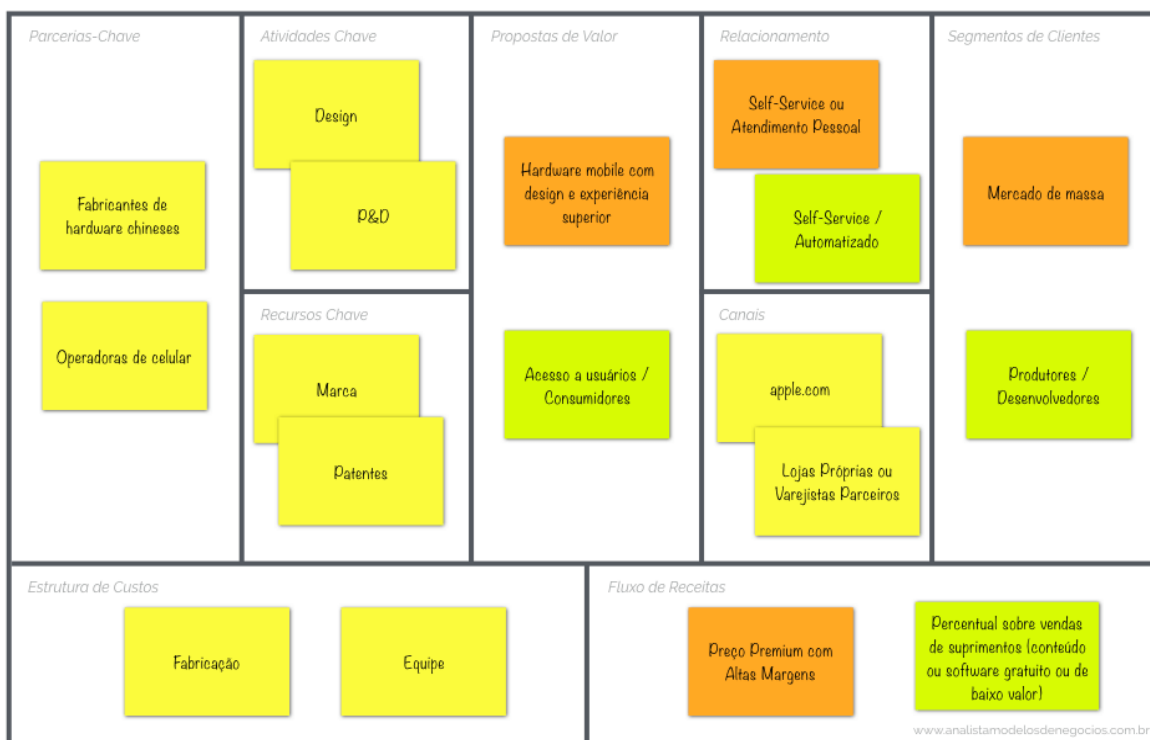 Parcerias-Chave
Fabricantes de
hardware chineses
Operadoras de celular
Atividades Chave
Design
P&D
Recursos Chave
Marca
Patentes
Propostas de Valor
Hardware mobile com
design e experiência
superior
Acesso a usuários /
Consumidores
Relacionamento
Self-Service ou
Atendimento Pessoal
Self-Service /
Automatizado
Canais
apple.com
Lojas Próprias ou
Varejistas Parceiros
Segmentos de Clientes
Mercado de massa
Produtores /
Desenvolvedores
Estrutura de Custos
Fabricação
Equipe
Fluxo de Receitas
Preço Premium com
Altas Margens
Percentual sobre vendas
de suprimentos (conteúdo
ou software gratuito ou de
baixo valor)
www.analistamodelosdenegocios.com.br